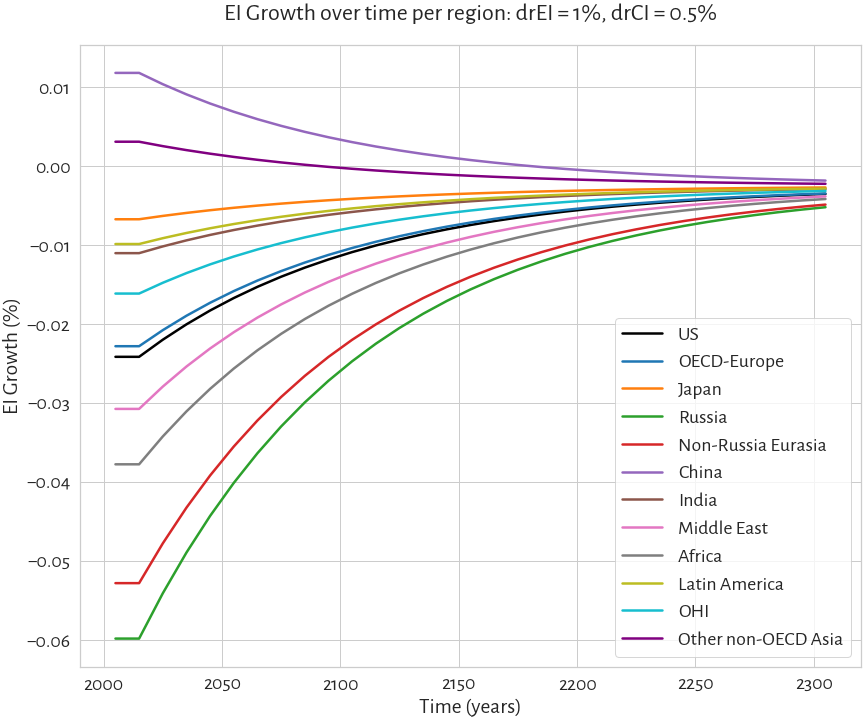 EI Growth over time per region: drEI = 1%, drCI = 0.5%
EI Growth (%)
0.01
0.00
−0.01
−0.02
−0.03
−0.04
−0.05
−0.06
US
OECD-Europe
Japan
Russia
Non-Russia Eurasia
China
India
Middle East
Africa
Latin America
OHI
Other non-OECD Asia
2000 2050 2100 2150 2200 2250 2300
Time (years)